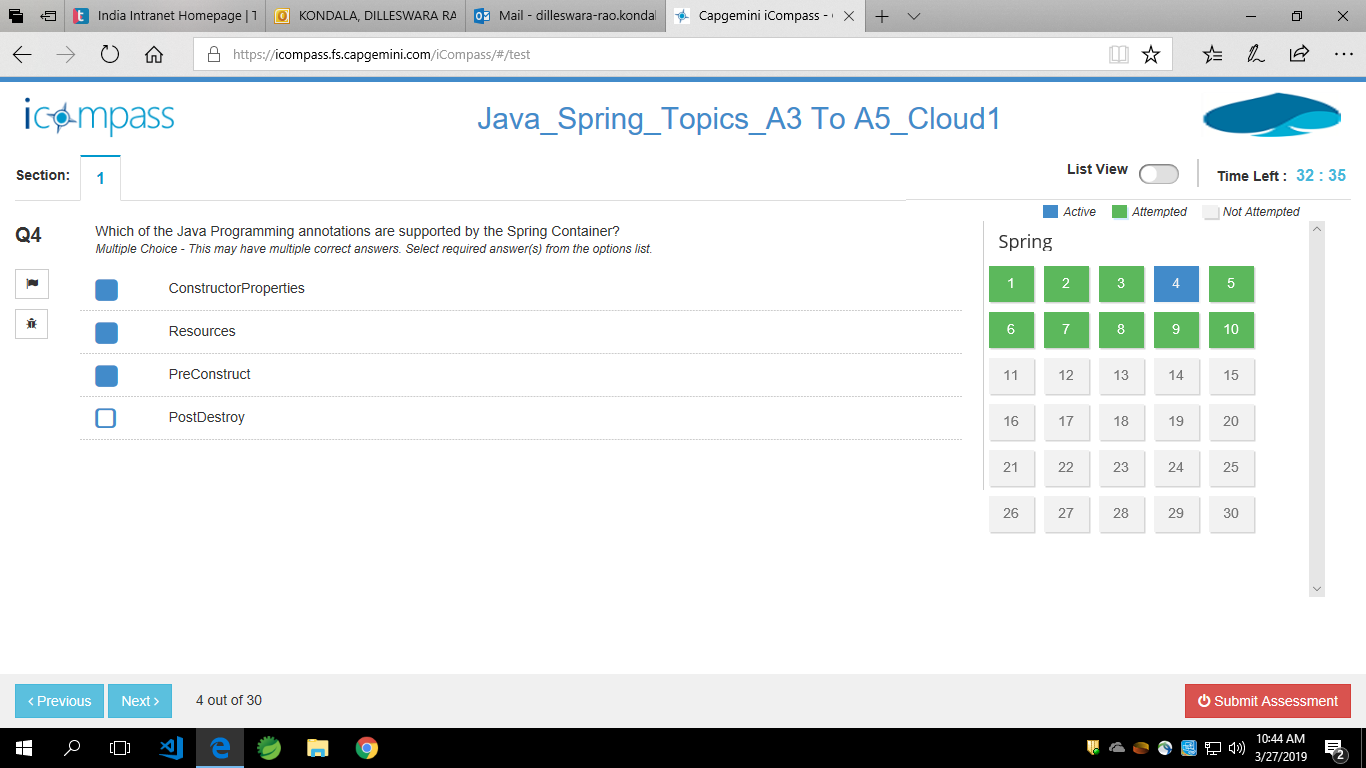 India Intranet Homepage | T
KONDALA, DILLESWARA RA
Mail - dilleswara-rao.kondal
Capgemini iCompass -
https://icompass.fs.capgemini.com/iCompass/#/test
icompass
Java_Spring_Topics_A3 To A5_Cloud1
Section:
1
List View
Time Left : 32 : 35
Active Attempted Not Attempted
Q4
Which of the Java Programming annotations are supported by the Spring Container?
Multiple Choice - This may have multiple correct answers. Select required answer(s) from the options list.
ConstructorProperties
Resources
PreConstruct
PostDestroy
Spring
1 2 3 4 5
6 7 8 9 10
11 12 13 14 15
16 17 18 19 20
21 22 23 24 25
26 27 28 29 30
Previous
Next
4 out of 30
Submit Assessment
10:44 AM
3/27/2019
2